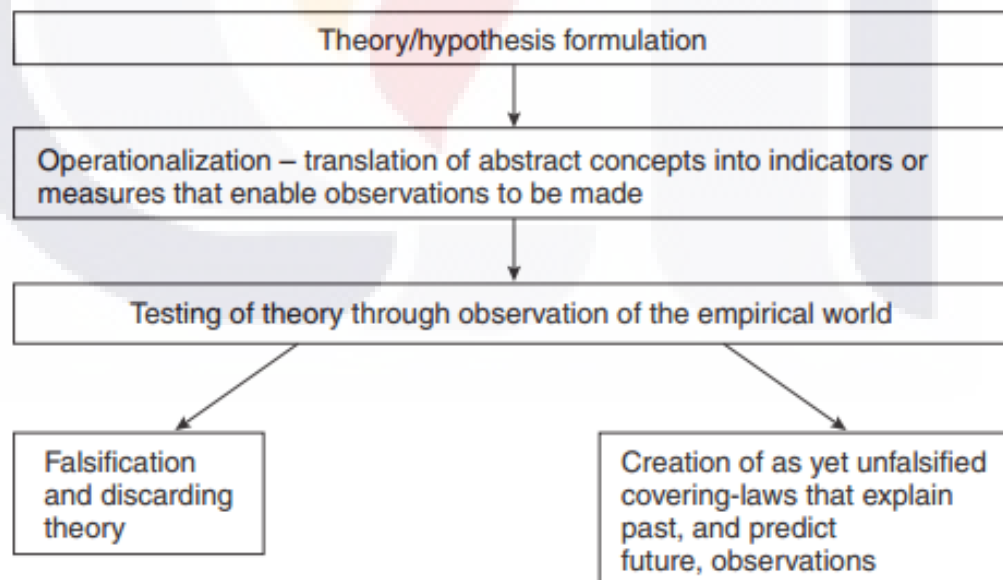 Theory/hypothesis formulation
Operationalization – translation of abstract concepts into indicators or
measures that enable observations to be made
Testing of theory through observation of the empirical world
Falsification
and discarding
theory
Creation of as yet unfalsified
covering-laws that explain
past, and predict
future, observations